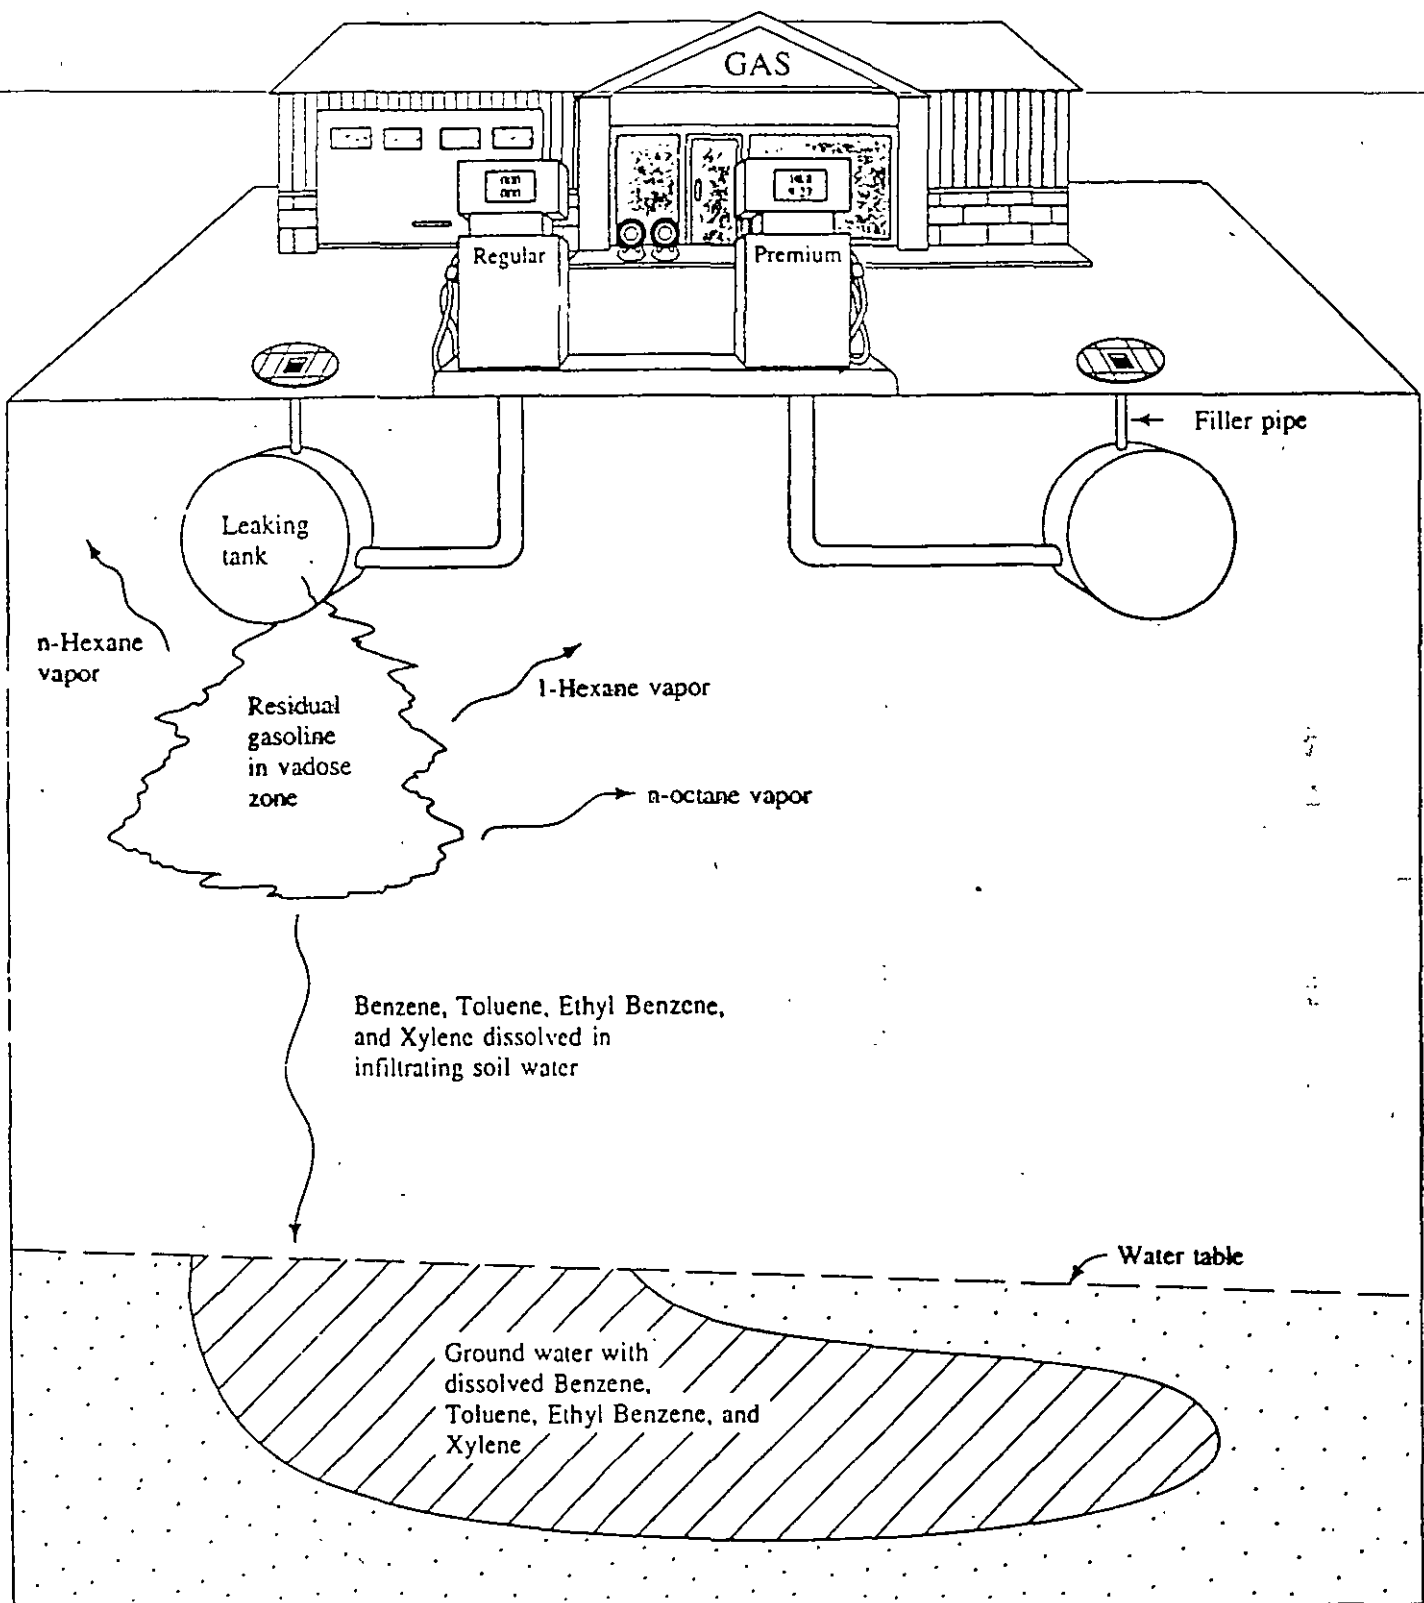 GAS
Regular
Premium
Filler pipe
Leaking
tank
n-Hexane
vapor
1-Hexane vapor
Residual
gasoline
in vadose
zone
n-octane vapor
Benzene, Toluene, Ethyl Benzene,
and Xylene dissolved in
infiltrating soil water
Water table
Ground water with
dissolved Benzene,
Toluene, Ethyl Benzene, and
Xylene